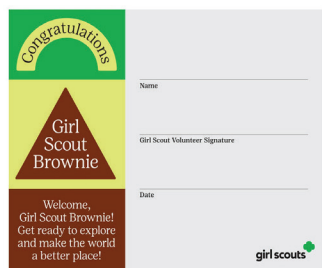 Congratulations
Girl
Scout
Brownie
Welcome,
Girl Scout Brownie!
Get ready to explore
and make the world
a better place!
Name
Girl Scout Volunteer Signature
Date
girl scouts